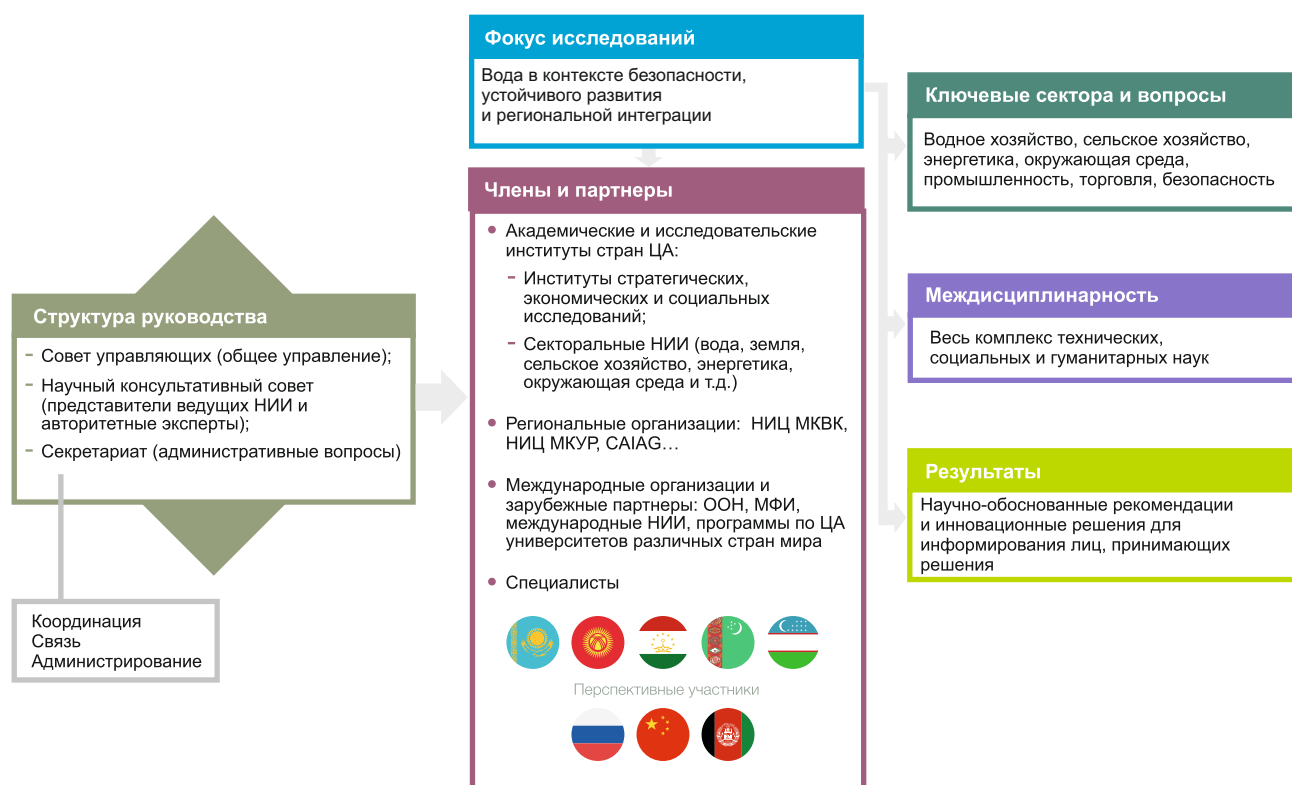 Фокус исследований
Вода в контексте безопасности,
устойчивого развития
и региональной интеграции
Ключевые сектора и вопросы
Водное хозяйство, сельское хозяйство,
энергетика, окружающая среда,
промышленность, торговля, безопасность
Члены и партнеры
Академические и исследовательские
институты стран ЦА:
- Институты стратегических,
экономических и социальных
исследований;
- Секторальные НИИ (вода, земля,
сельское хозяйство, энергетика,
окружающая среда и т.д.)
Региональные организации: НИЦ МКВК,
НИЦ МКУР, CAIAG…
Международные организации и
зарубежные партнеры: ООН, МФИ,
международные НИИ, программы по ЦА
университетов различных стран мира
Специалисты
Перспективные участники
Структура руководства
- Совет управляющих (общее управление);
- Научный консультативный совет
(представители ведущих НИИ и
авторитетные эксперты);
- Секретариат (административные вопросы)
Координация
Связь
Администрирование
Междисциплинарность
Весь комплекс технических,
социальных и гуманитарных наук
Результаты
Научно-обоснованные рекомендации
и инновационные решения для
информирования лиц, принимающих
решения